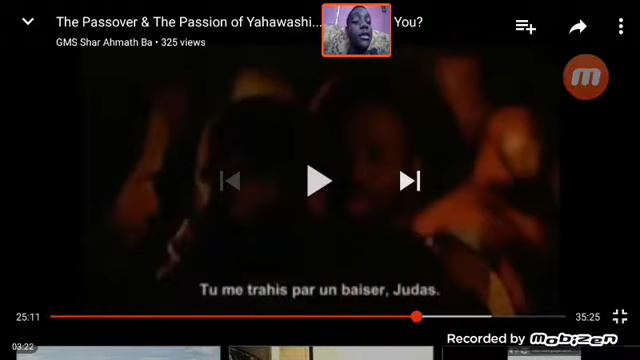 The Passover & The Passion of Yahawashi... You?
GMS Shar Ahmath Ba • 325 views
Tu me trahis par un baiser, Judas.
25:11
35:25
03:22
Recorded by Mobizen